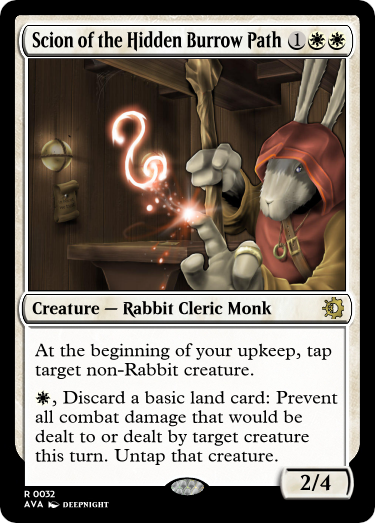 Scion of the Hidden Burrow Path 1
Creature — Rabbit Cleric Monk
At the beginning of your upkeep, tap
target non-Rabbit creature.
, Discard a basic land card: Prevent
all combat damage that would be
dealt to or dealt by target creature
this turn. Untap that creature.
2/4
R 0032
AVA DEEPNIGHT